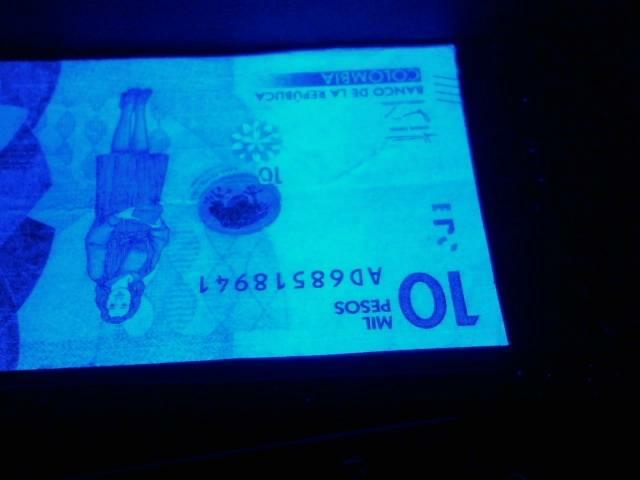 10
MIL
PESOS
AD68518941
10
BANCO DE LA REPÚBLICA
COLOMBIA